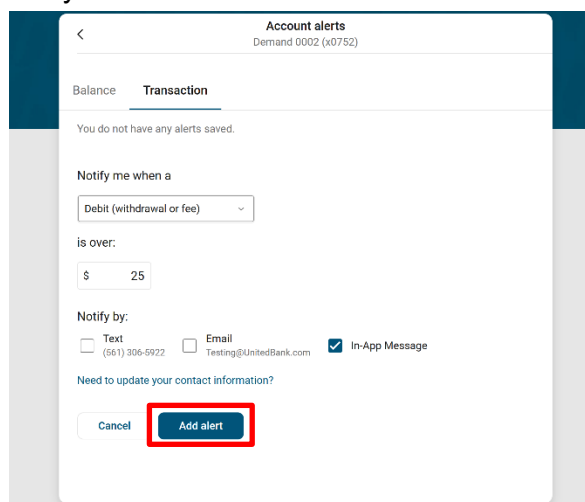 Account alerts
Demand 0002 (x0752)
Balance Transaction
You do not have any alerts saved.
Notify me when a
Debit (withdrawal or fee)
is over:
$ 25
Notify by:
Text Email In-App Message
(561) 306-5922 Testing@UnitedBank.com
Need to update your contact information?
Cancel Add alert